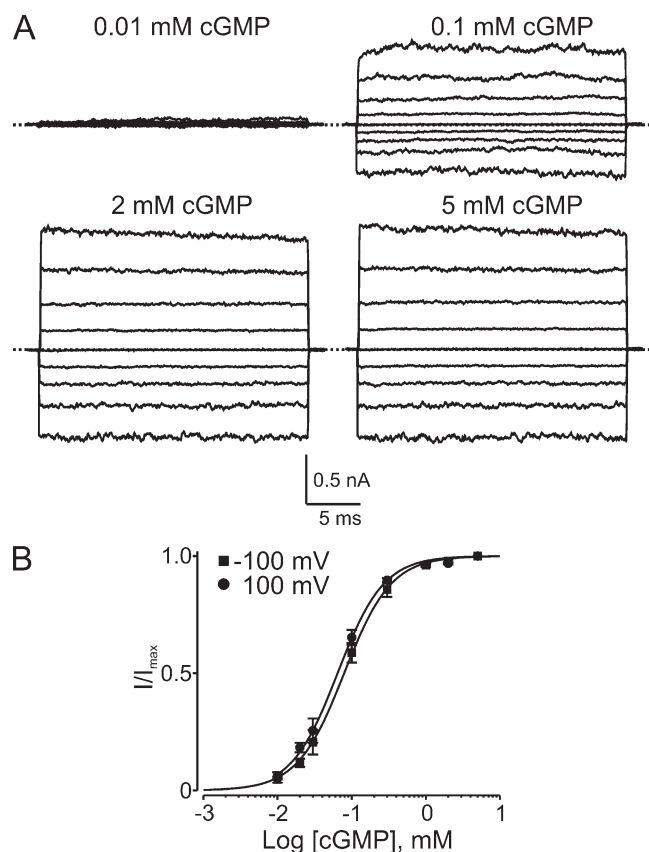 A
0.01 mM cGMP
0.1 mM cGMP
2 mM cGMP
5 mM cGMP
0.5 nA
5 ms
B
-100 mV
100 mV
1.0
0.5
0
I/Imax
-3
-2
-1
0
1
Log [cGMP], mM